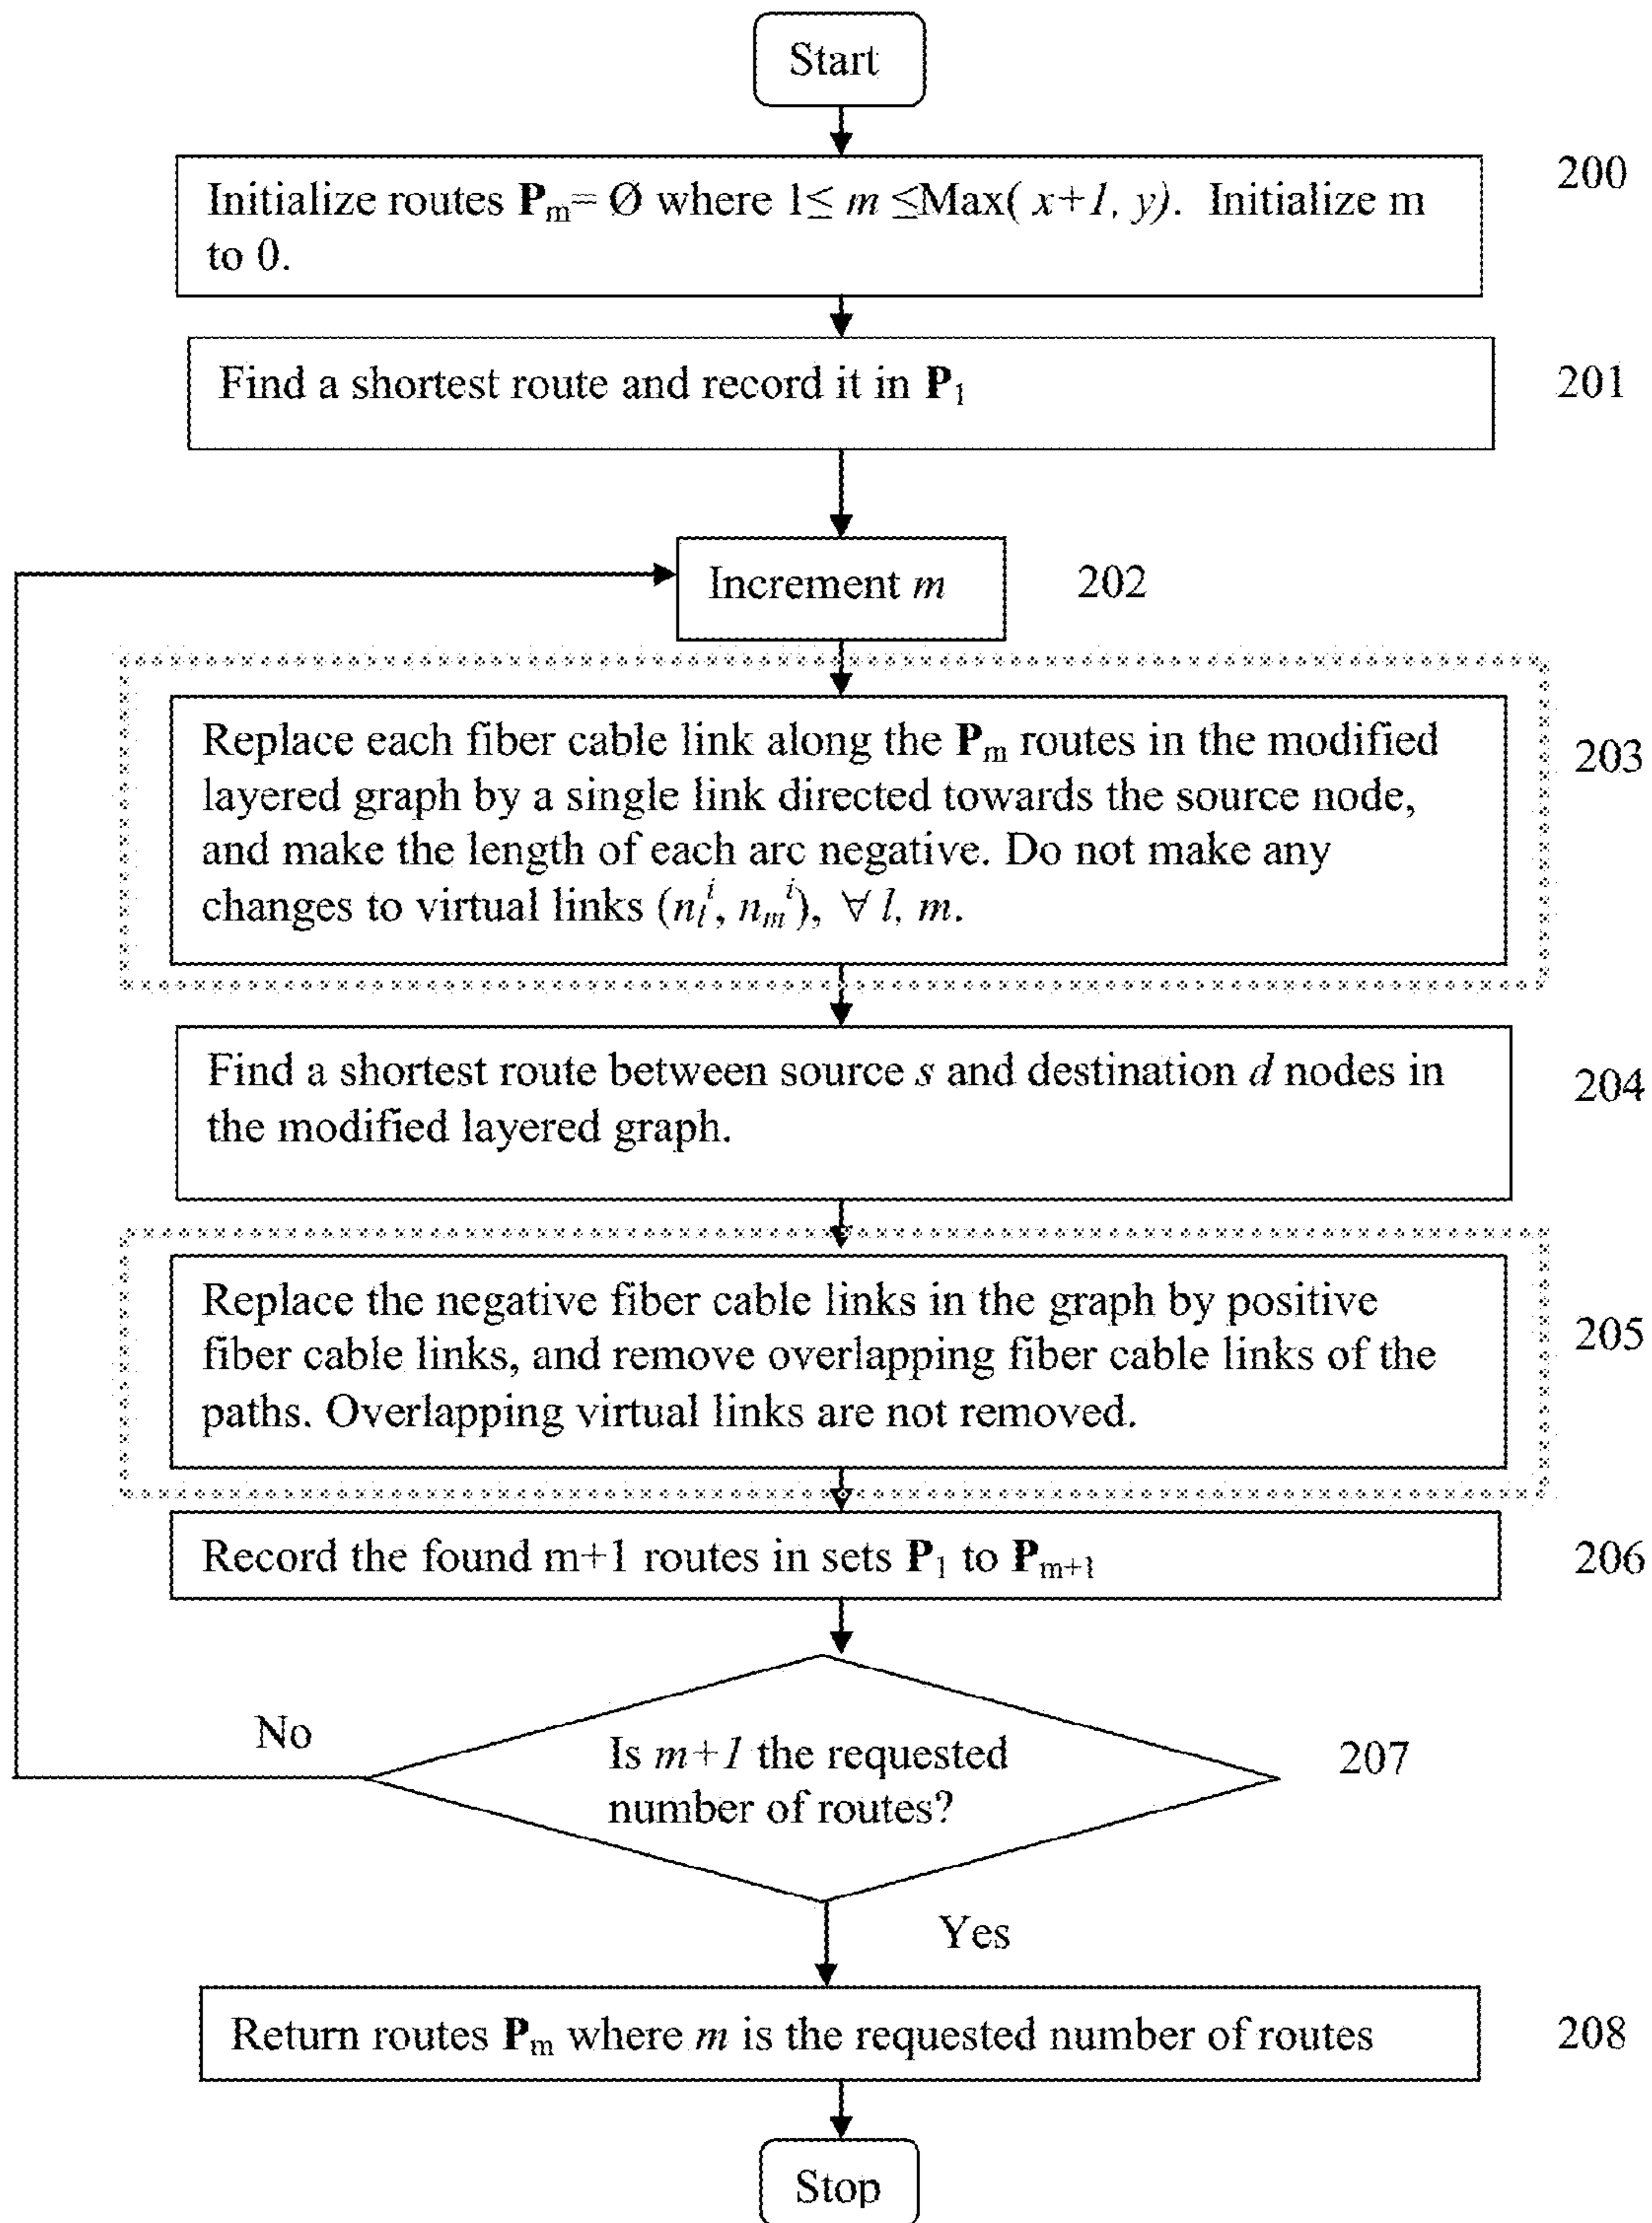 Start
200
Initialize routes Pm= Ø where 1≤ m ≤Max( x+1, y). Initialize m
to 0.
Find a shortest route and record it in P1
201
Increment m
202
Replace each fiber cable link along the Pm routes in the modified
layered graph by a single link directed towards the source node,
and make the length of each arc negative. Do not make any
changes to virtual links (nl^i, nm^i), ∀ l, m.
203
Find a shortest route between source s and destination d nodes in
the modified layered graph.
204
Replace the negative fiber cable links in the graph by positive
fiber cable links, and remove overlapping fiber cable links of the
paths. Overlapping virtual links are not removed.
205
Record the found m+1 routes in sets P1 to Pm+1
206
No
Is m+1 the requested
number of routes?
207
Yes
Return routes Pm where m is the requested number of routes
208
Stop